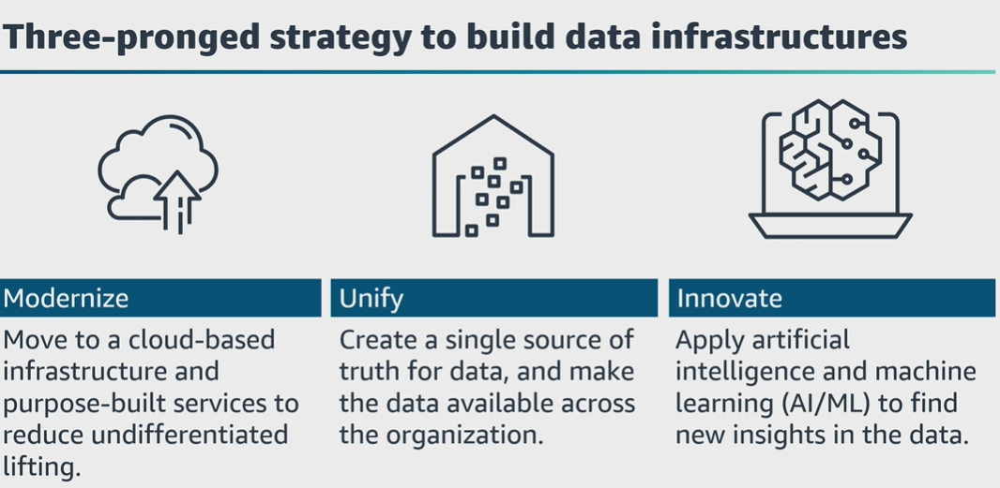 Three-pronged strategy to build data infrastructures
Modernize
Move to a cloud-based
infrastructure and
purpose-built services to
reduce undifferentiated
lifting.
Unify
Create a single source of
truth for data, and make
the data available across
the organization.
Innovate
Apply artificial
intelligence and machine
learning (AI/ML) to find
new insights in the data.